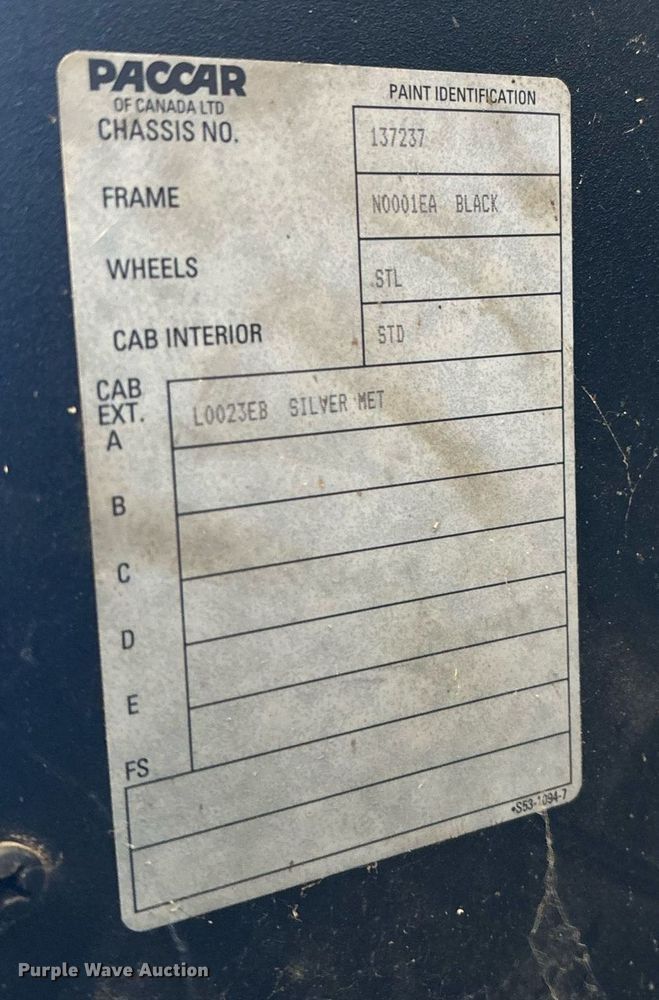 PACCAR
OF CANADA LTD
PAINT IDENTIFICATION
CHASSIS NO. 137237
FRAME N0001EA BLACK
WHEELS STL
CAB INTERIOR STD
CAB
EXT.
A L0023EB SILVER MET
B
C
D
E
FS
*S53-1094-7
Purple Wave Auction